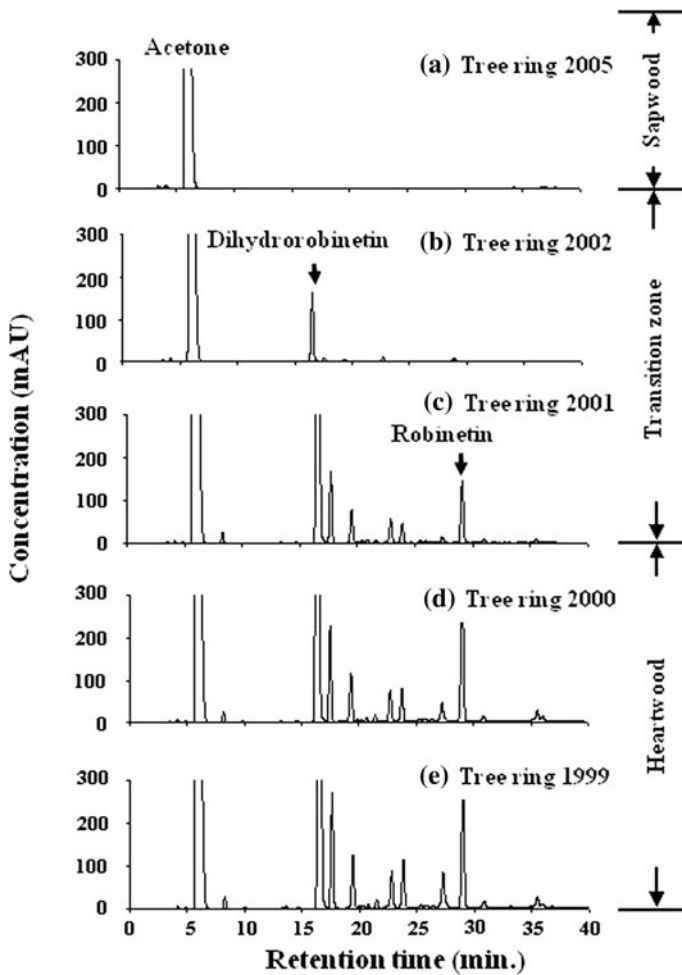 Acetone
(a) Tree ring 2005
300
200
100
0
Sapwood
Dihydrorobinetin
(b) Tree ring 2002
300
200
100
0
Transition zone
(c) Tree ring 2001
Robinetin
300
200
100
0
(d) Tree ring 2000
300
200
100
0
Heartwood
(e) Tree ring 1999
300
200
100
0
0 5 10 15 20 25 30 35 40
Retention time (min.)
Concentration (mAU)